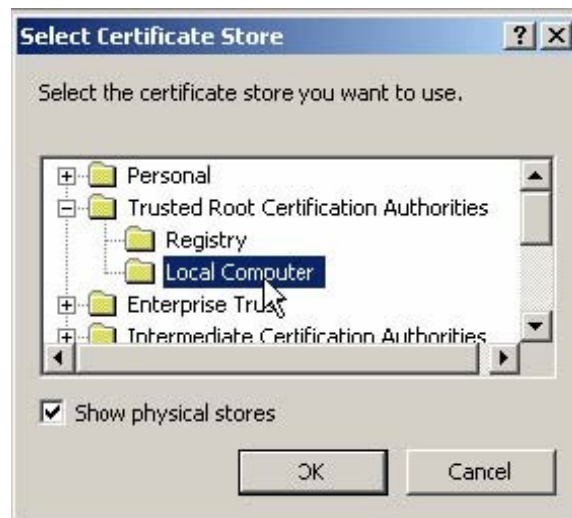 Select Certificate Store
Select the certificate store you want to use.
Personal
Trusted Root Certification Authorities
Registry
Local Computer
Enterprise Trust
Intermediate Certification Authorities
Show physical stores
OK
Cancel